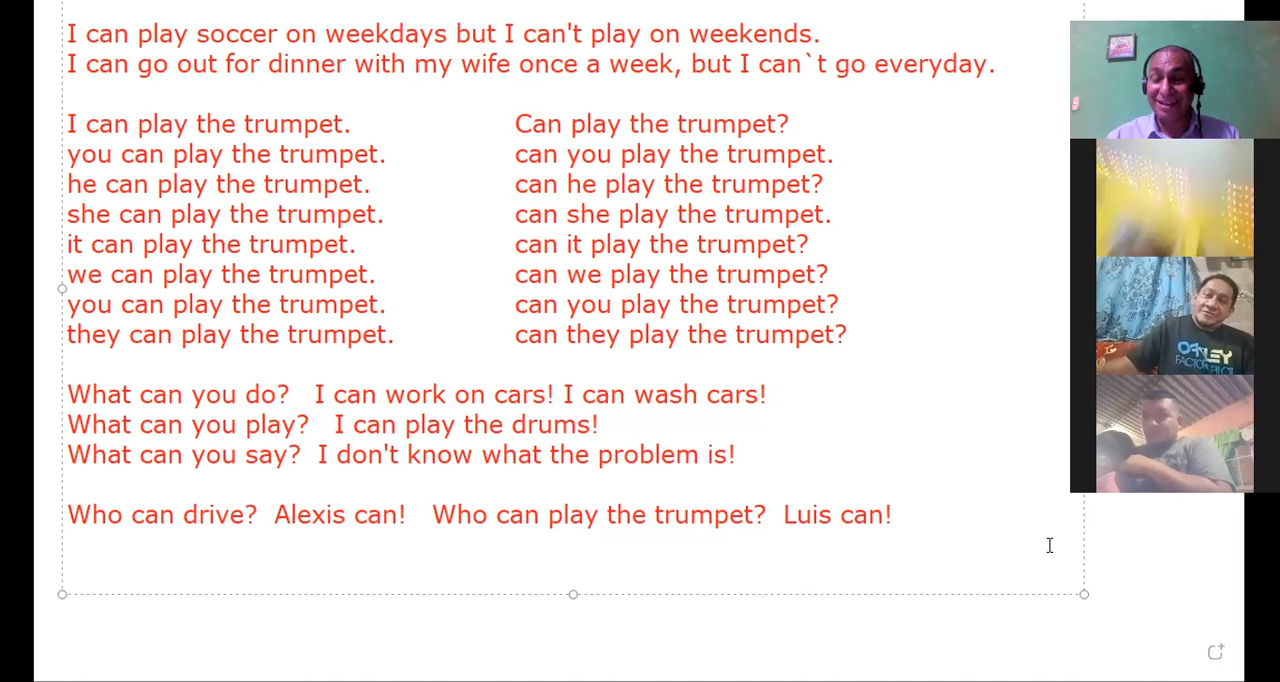 I can play soccer on weekdays but I can't play on weekends.
I can go out for dinner with my wife once a week, but I can`t go everyday.
I can play the trumpet.
you can play the trumpet.
he can play the trumpet.
she can play the trumpet.
it can play the trumpet.
we can play the trumpet.
you can play the trumpet.
they can play the trumpet.
Can play the trumpet?
can you play the trumpet.
can he play the trumpet?
can she play the trumpet.
can it play the trumpet?
can we play the trumpet?
can you play the trumpet?
can they play the trumpet?
What can you do?   I can work on cars! I can wash cars!
What can you play?   I can play the drums!
What can you say?  I don't know what the problem is!
Who can drive?  Alexis can!   Who can play the trumpet?  Luis can!